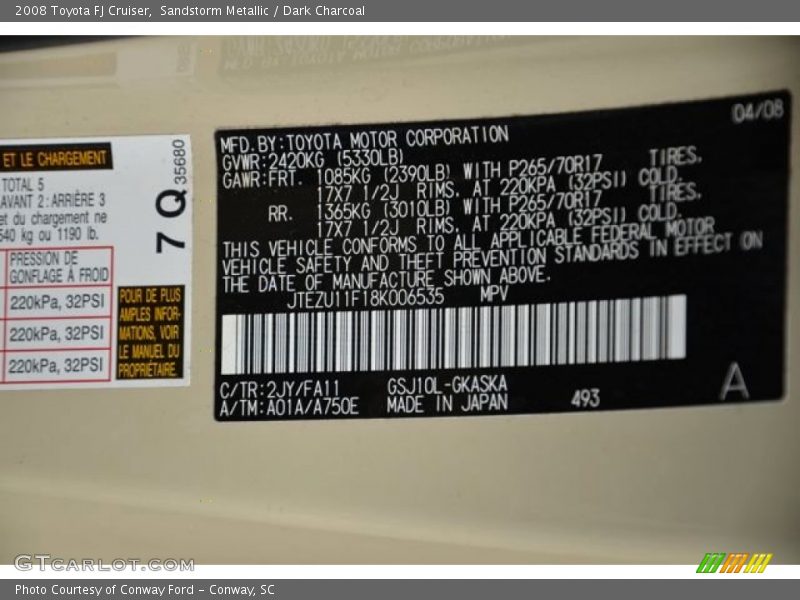 2008 Toyota FJ Cruiser, Sandstorm Metallic / Dark Charcoal
ET LE CHARGEMENT
TOTAL 5
AVANT 2: ARRIÈRE 3
et du chargement ne
540 kg ou 1190 lb.
PRESSION DE
GONFLAGE À FROID
220kPa, 32PSI
220kPa, 32PSI
220kPa, 32PSI
7 Q 35680
POUR DE PLUS
AMPLES INFOR-
MATIONS, VOIR
LE MANUEL DU
PROPRIÉTAIRE.
04/08
MFD. BY: TOYOTA MOTOR CORPORATION
GVWR: 2420KG (5330LB)
GAWR: FRT. 1085KG (2390LB) WITH P265/70R17 TIRES,
17X7 1/2J RIMS, AT 220KPA (32PSI) COLD.
RR. 1365KG (3010LB) WITH P265/70R17 TIRES,
17X7 1/2J RIMS, AT 220KPA (32PSI) COLD.
THIS VEHICLE CONFORMS TO ALL APPLICABLE FEDERAL MOTOR
VEHICLE SAFETY AND THEFT PREVENTION STANDARDS IN EFFECT ON
THE DATE OF MANUFACTURE SHOWN ABOVE.
JTEZU11F18K006535 MPV
C/TR: 2JY/FA11 GSJ10L-GKASKA
A/TM: A01A/A750E MADE IN JAPAN 493
A
GTCARLOT.COM
Photo Courtesy of Conway Ford - Conway, SC